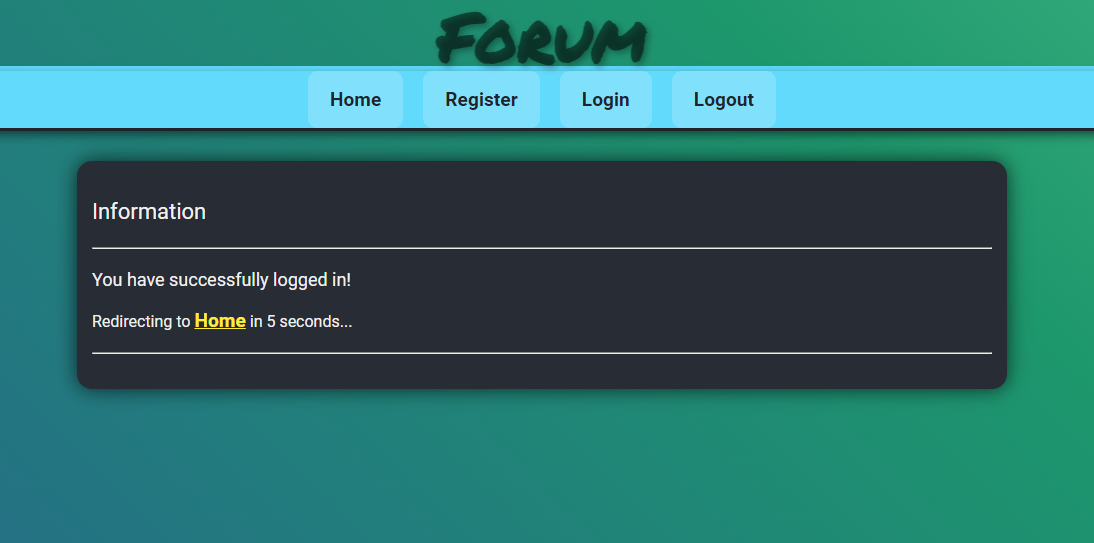 Forum
Home Register Login Logout
Information
You have successfully logged in!
Redirecting to Home in 5 seconds...